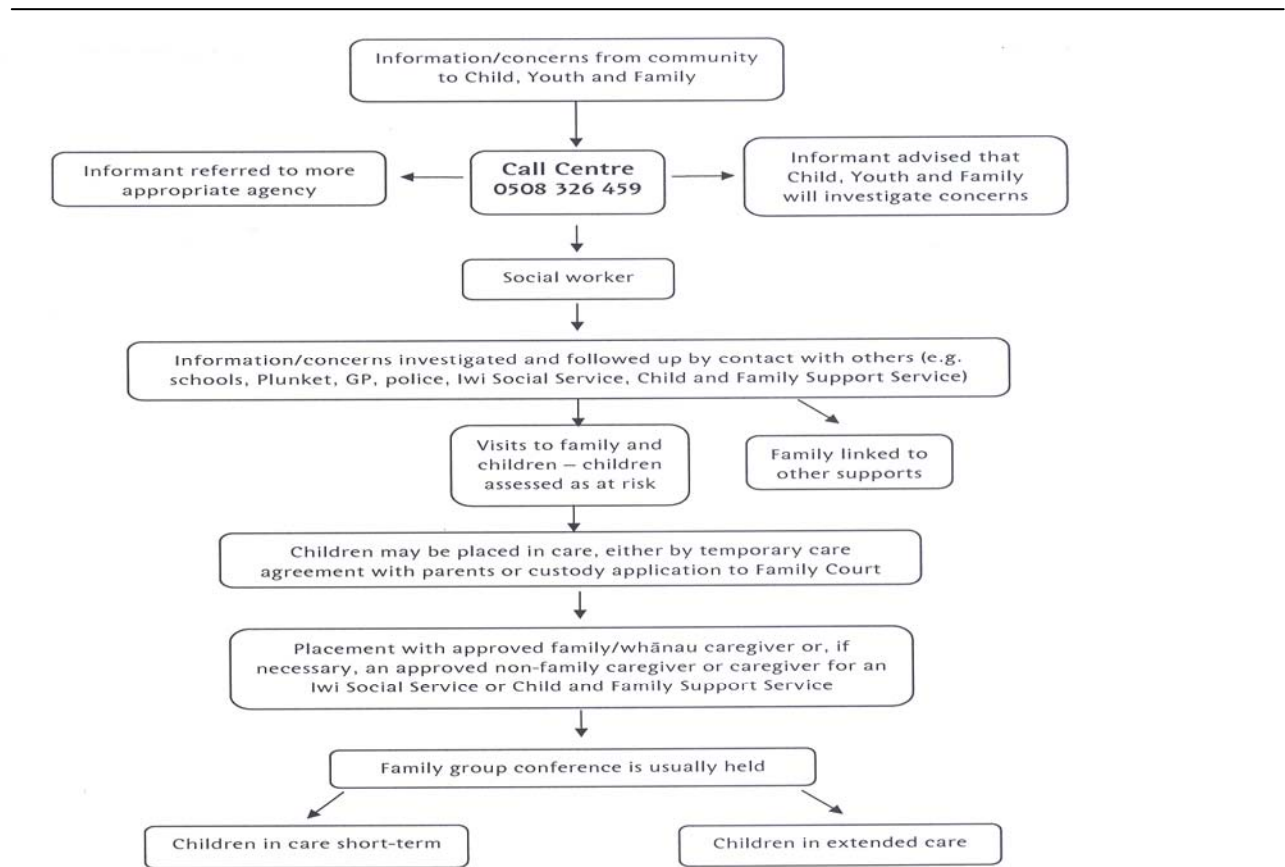 Information/concerns from community
to Child, Youth and Family
Informant referred to more
appropriate agency
Call Centre
0508 326 459
Informant advised that
Child, Youth and Family
will investigate concerns
Social worker
Information/concerns investigated and followed up by contact with others (e.g.
schools, Plunket, GP, police, Iwi Social Service, Child and Family Support Service)
Visits to family and
children – children
assessed as at risk
Family linked to
other supports
Children may be placed in care, either by temporary care
agreement with parents or custody application to Family Court
Placement with approved family/whānau caregiver or, if
necessary, an approved non-family caregiver or caregiver for an
Iwi Social Service or Child and Family Support Service
Family group conference is usually held
Children in care short-term
Children in extended care